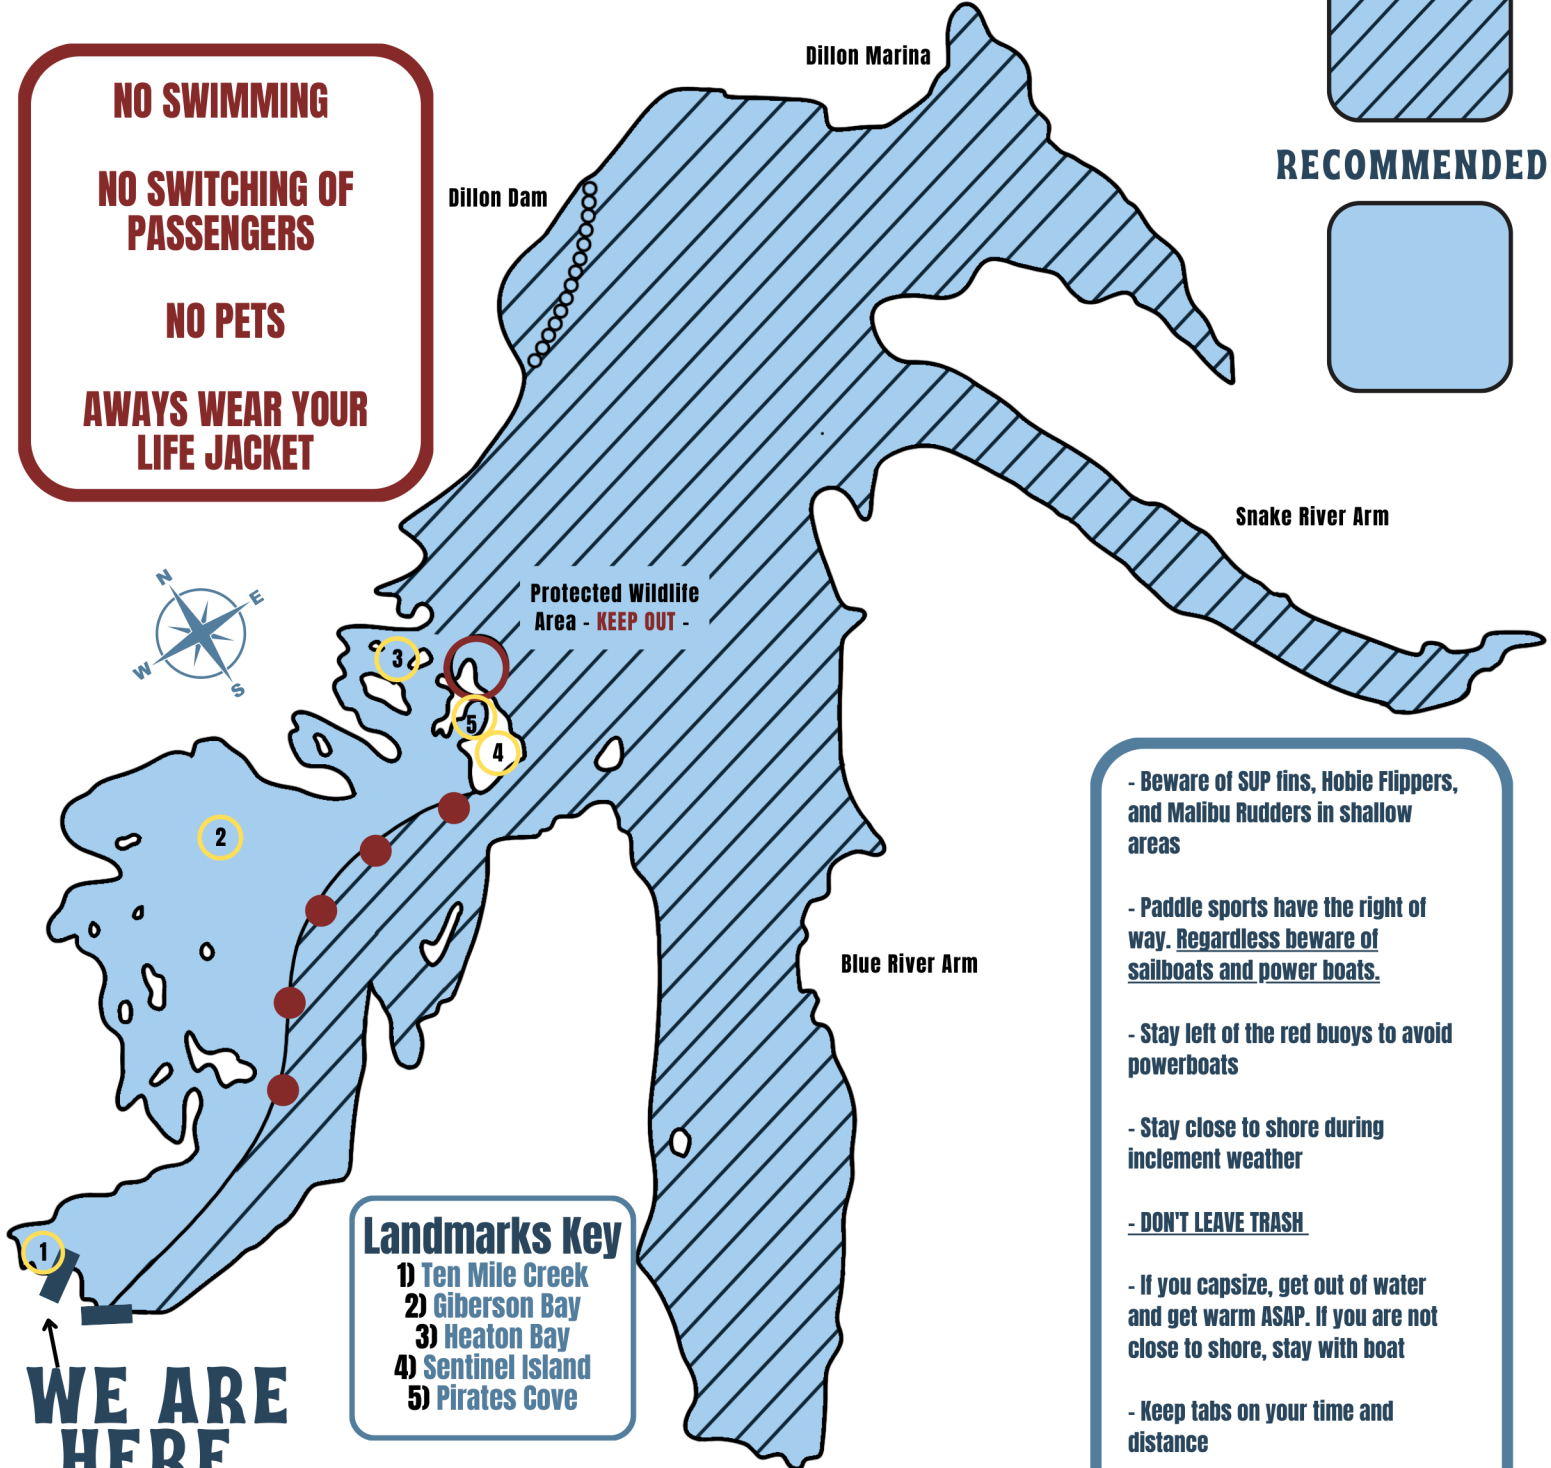 NO SWIMMING
NO SWITCHING OF
PASSENGERS
NO PETS
AWAYS WEAR YOUR
LIFE JACKET
Dillon Marina
Dillon Dam
RECOMMENDED
Snake River Arm
N
E
W
S
Protected Wildlife
Area - KEEP OUT -
3
5
4
2
1
Blue River Arm
- Beware of SUP fins, Hobie Flippers,
and Malibu Rudders in shallow
areas
- Paddle sports have the right of
way. Regardless beware of
sailboats and power boats.
- Stay left of the red buoys to avoid
powerboats
- Stay close to shore during
inclement weather
- DON'T LEAVE TRASH
- If you capsize, get out of water
and get warm ASAP. If you are not
close to shore, stay with boat
- Keep tabs on your time and
distance
Landmarks Key
1) Ten Mile Creek
2) Giberson Bay
3) Heaton Bay
4) Sentinel Island
5) Pirates Cove
WE ARE
HERE